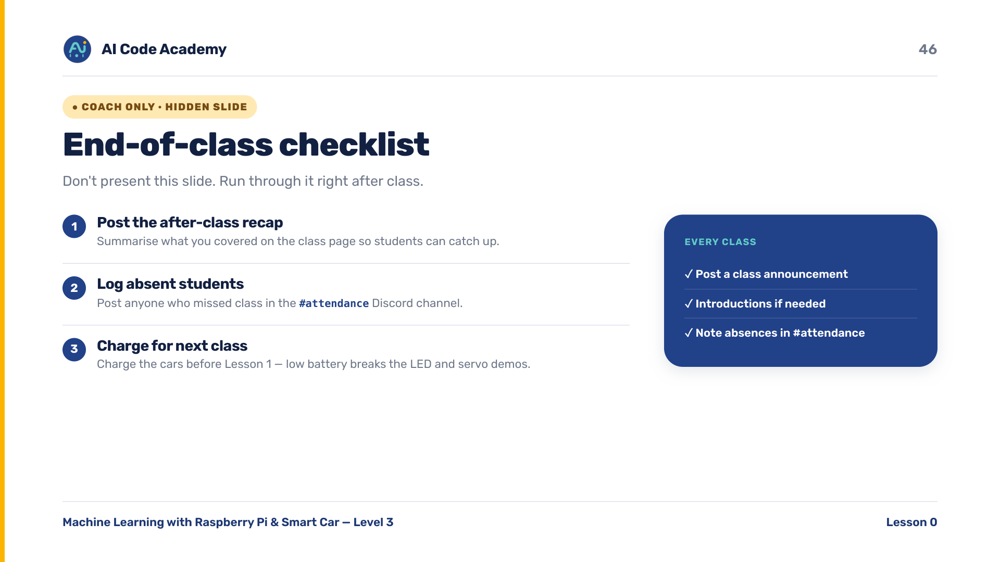 AI Code Academy
46
• COACH ONLY • HIDDEN SLIDE
End-of-class checklist
Don't present this slide. Run through it right after class.
1
Post the after-class recap
Summarise what you covered on the class page so students can catch up.
2
Log absent students
Post anyone who missed class in the #attendance Discord channel.
3
Charge for next class
Charge the cars before Lesson 1 — low battery breaks the LED and servo demos.
EVERY CLASS
✓ Post a class announcement
✓ Introductions if needed
✓ Note absences in #attendance
Machine Learning with Raspberry Pi & Smart Car — Level 3
Lesson 0